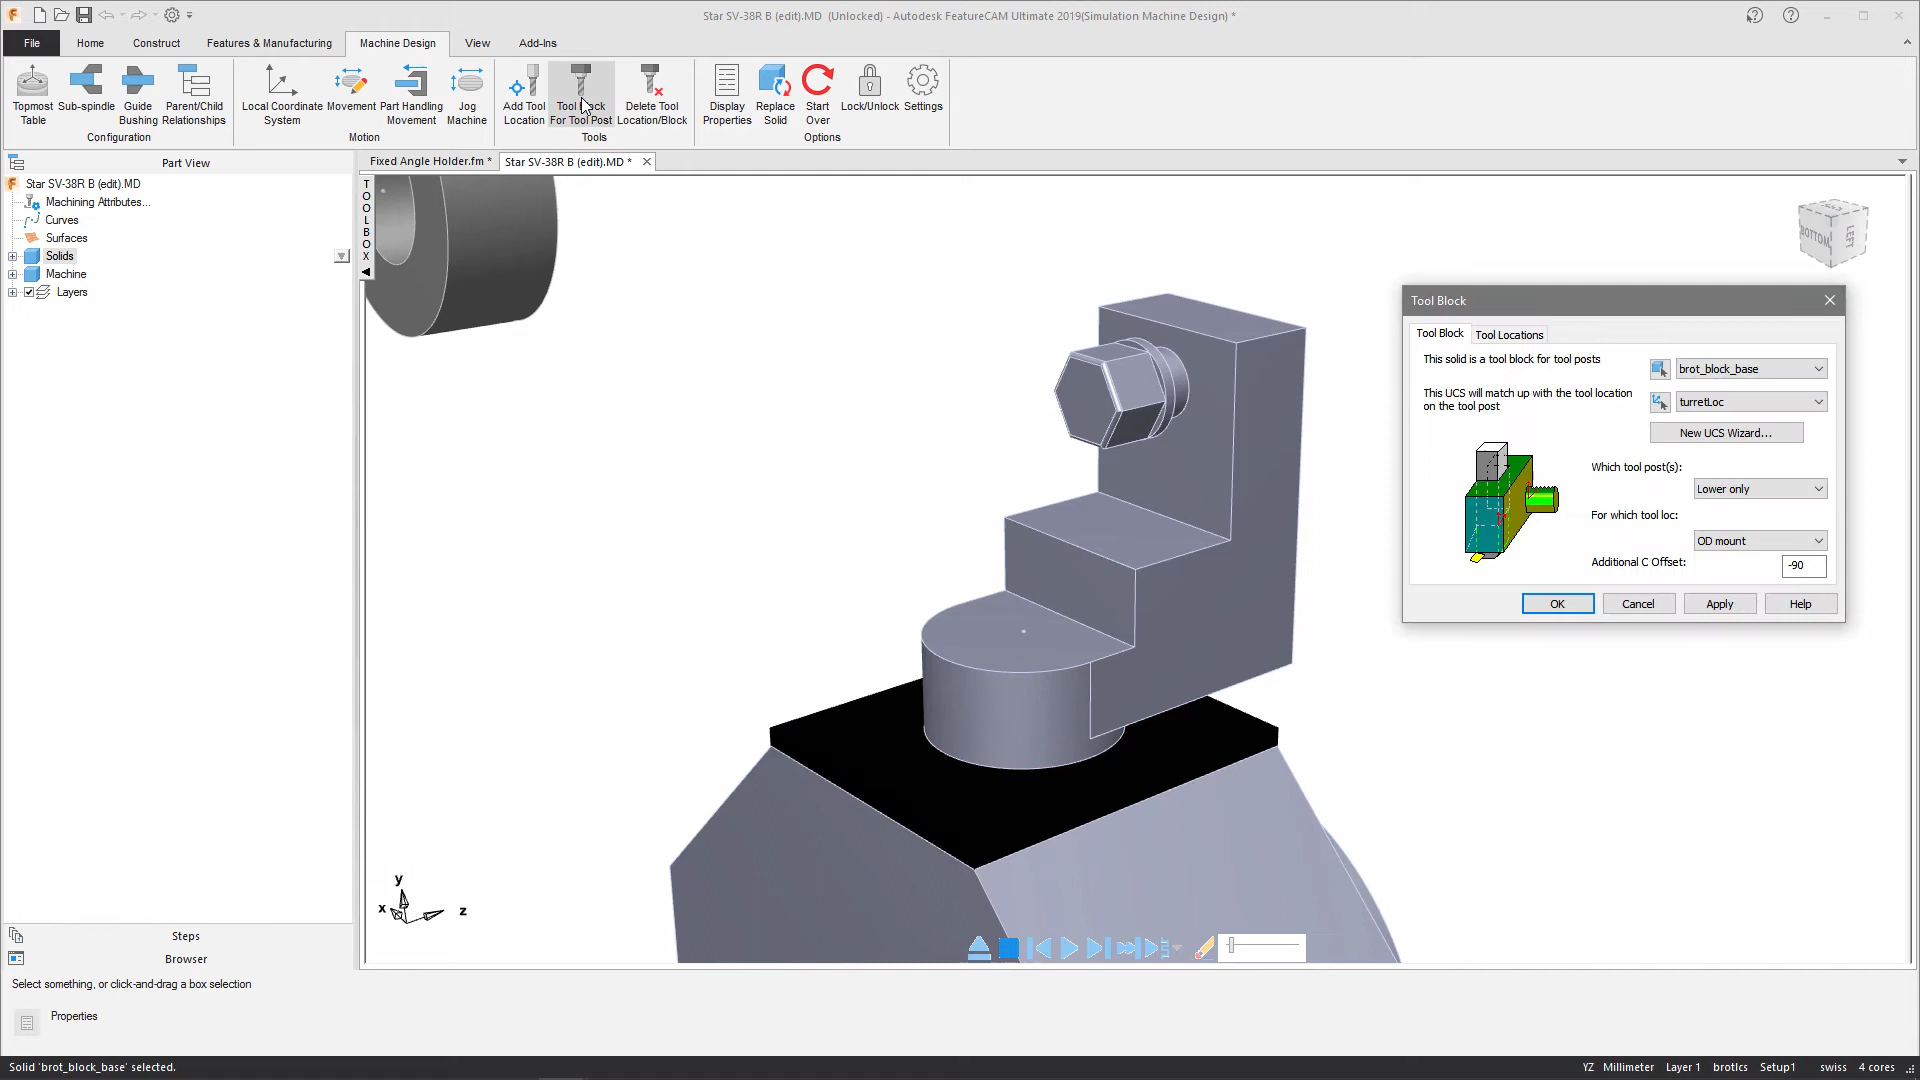 Star SV-38R B (edit).MD (Unlocked) - Autodesk FeatureCAM Ultimate 2019(Simulation Machine Design) *
File Home Construct Features & Manufacturing Machine Design View Add-Ins
Topmost Table
Sub-spindle
Guide Bushing
Parent/Child Relationships
Local Coordinate System
Movement
Part Handling Movement
Jog Machine
Add Tool Location
Tool Block For Tool Post
Delete Tool Location/Block
Display Properties
Replace Solid
Start Over
Lock/Unlock
Settings
Configuration Motion Tools Options
Part View
Fixed Angle Holder.fm * Star SV-38R B (edit).MD *
Star SV-38R B (edit).MD
Machining Attributes...
Curves
Surfaces
Solids
Machine
Layers
TOOLBOX
BOTTOM
LEFT
Tool Block
Tool Block Tool Locations
This solid is a tool block for tool posts
brot_block_base
This UCS will match up with the tool location
on the tool post
turretLoc
New UCS Wizard...
Which tool post(s):
Lower only
For which tool loc:
OD mount
Additional C Offset:
-90
OK Cancel Apply Help
y
x
z
Steps
Browser
Select something, or click-and-drag a box selection
Properties
Solid 'brot_block_base' selected.
YZ Millimeter Layer 1 brotlcs Setup1 swiss 4 cores